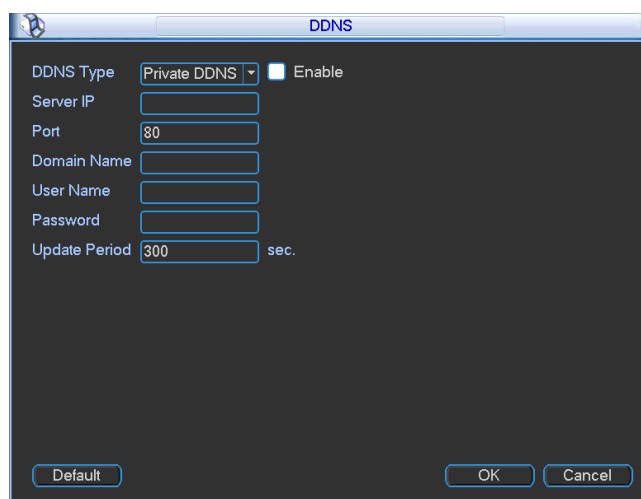 DDNS
DDNS Type Private DDNS Enable
Server IP
Port 80
Domain Name
User Name
Password
Update Period 300 sec.
Default OK Cancel